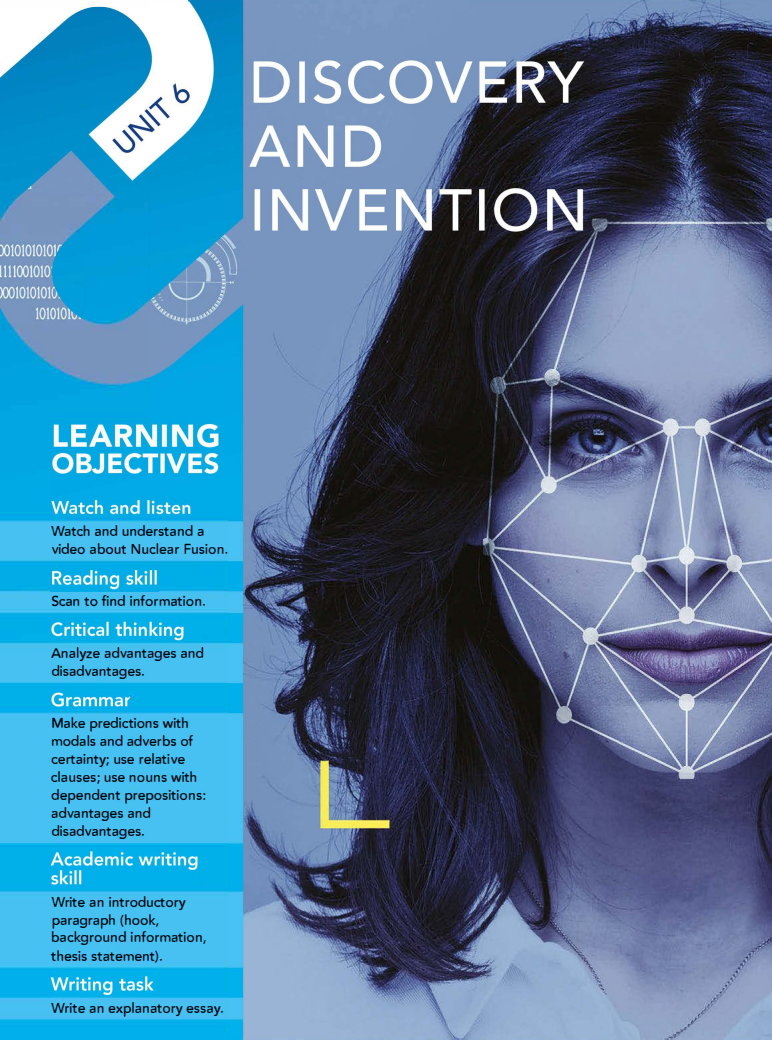 UNIT 6
DISCOVERY
AND
INVENTION
1010101
LEARNING
OBJECTIVES
Watch and listen
Watch and understand a
video about Nuclear Fusion.
Reading skill
Scan to find information.
Critical thinking
Analyze advantages and
disadvantages.
Grammar
Make predictions with
modals and adverbs of
certainty; use relative
clauses; use nouns with
dependent prepositions:
advantages and
disadvantages.
Academic writing
skill
Write an introductory
paragraph (hook,
background information,
thesis statement).
Writing task
Write an explanatory essay.